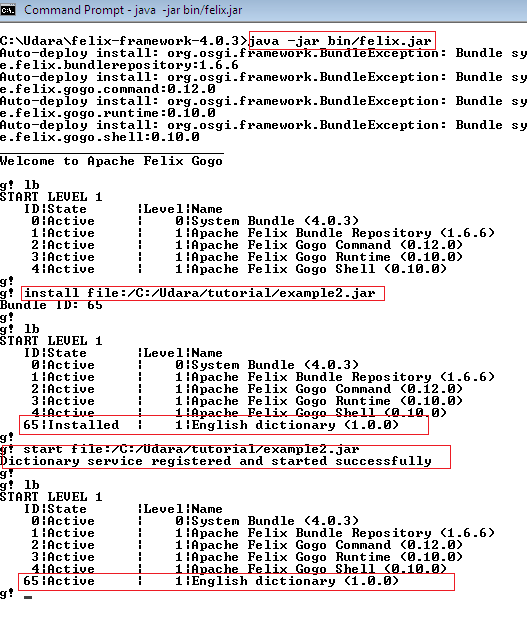 Command Prompt - java  -jar bin/felix.jar
C:\Udara\felix-framework-4.0.3>java -jar bin/felix.jar
Auto-deploy install: org.osgi.framework.BundleException: Bundle sy
e.felix.bundlerepository:1.6.6
Auto-deploy install: org.osgi.framework.BundleException: Bundle sy
e.felix.gogo.command:0.12.0
Auto-deploy install: org.osgi.framework.BundleException: Bundle sy
e.felix.gogo.runtime:0.10.0
Auto-deploy install: org.osgi.framework.BundleException: Bundle sy
e.felix.gogo.shell:0.10.0
Welcome to Apache Felix Gogo
g! lb
START LEVEL 1
   ID|State      |Level|Name
    0|Active     |    0|System Bundle (4.0.3)
    1|Active     |    1|Apache Felix Bundle Repository (1.6.6)
    2|Active     |    1|Apache Felix Gogo Command (0.12.0)
    3|Active     |    1|Apache Felix Gogo Runtime (0.10.0)
    4|Active     |    1|Apache Felix Gogo Shell (0.10.0)
g!
g! install file:/C:/Udara/tutorial/example2.jar
Bundle ID: 65
g!
g! lb
START LEVEL 1
   ID|State      |Level|Name
    0|Active     |    0|System Bundle (4.0.3)
    1|Active     |    1|Apache Felix Bundle Repository (1.6.6)
    2|Active     |    1|Apache Felix Gogo Command (0.12.0)
    3|Active     |    1|Apache Felix Gogo Runtime (0.10.0)
    4|Active     |    1|Apache Felix Gogo Shell (0.10.0)
   65|Installed  |    1|English dictionary (1.0.0)
g!
g! start file:/C:/Udara/tutorial/example2.jar
Dictionary service registered and started successfully
g!
g! lb
START LEVEL 1
   ID|State      |Level|Name
    0|Active     |    0|System Bundle (4.0.3)
    1|Active     |    1|Apache Felix Bundle Repository (1.6.6)
    2|Active     |    1|Apache Felix Gogo Command (0.12.0)
    3|Active     |    1|Apache Felix Gogo Runtime (0.10.0)
    4|Active     |    1|Apache Felix Gogo Shell (0.10.0)
   65|Active     |    1|English dictionary (1.0.0)
g! _